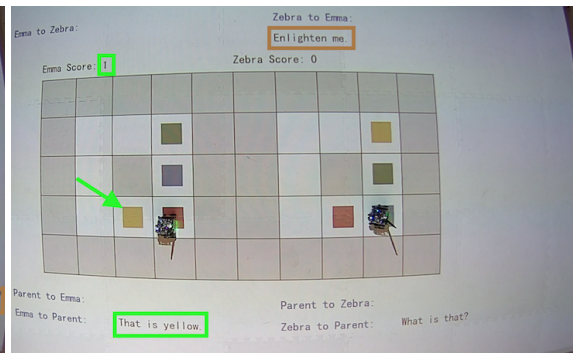 Emma to Zebra:
Zebra to Emma:
Enlighten me.
Emma Score: 1
Zebra Score: 0
Parent to Emma:
Emma to Parent: That is yellow.
Parent to Zebra:
Zebra to Parent: What is that?